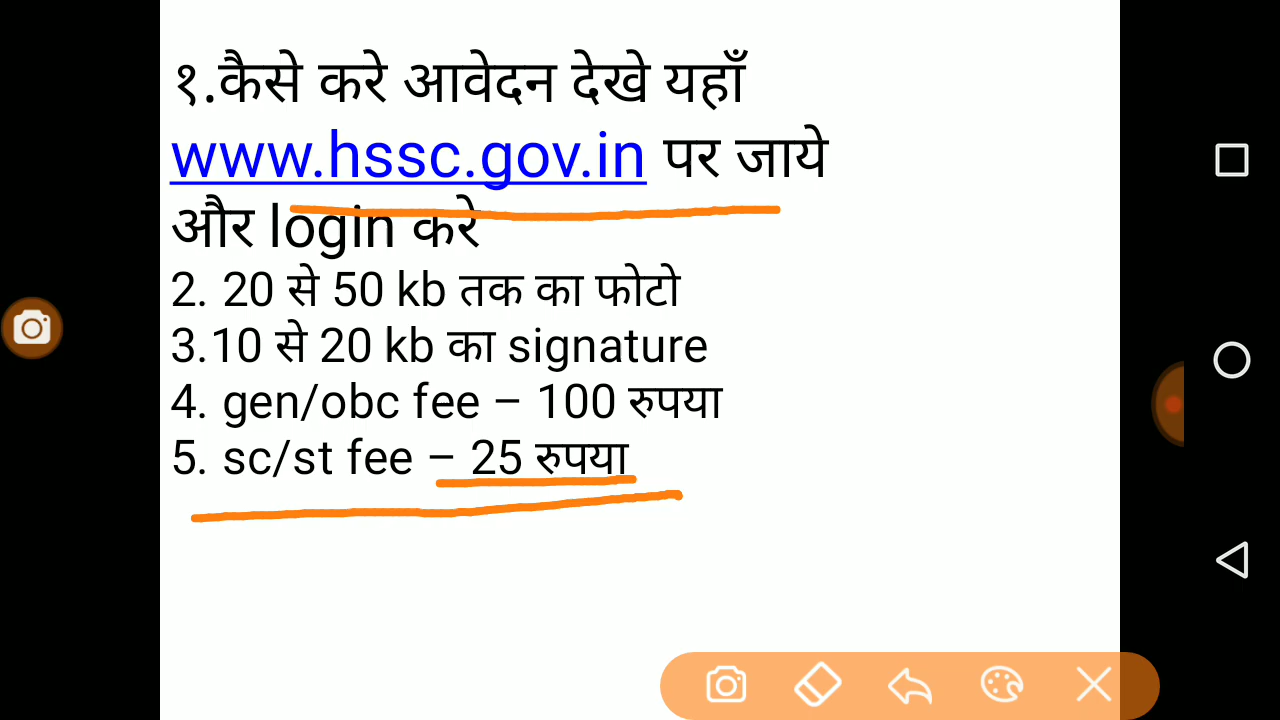 १.कैसे करे आवेदन देखे यहाँ
www.hssc.gov.in पर जाये
और login करे
2. 20 से 50 kb तक का फोटो
3.10 से 20 kb का signature
4. gen/obc fee – 100 रुपया
5. sc/st fee – 25 रुपया